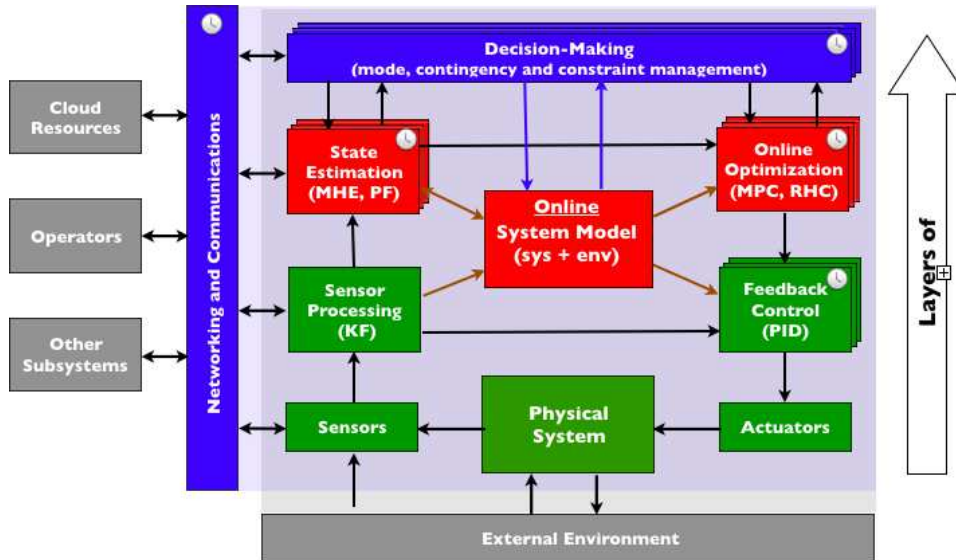 Decision-Making
(mode, contingency and constraint management)
Cloud
Resources
Operators
Other
Subsystems
Networking and Communications
State
Estimation
(MHE, PF)
Online
Optimization
(MPC, RHC)
Online
System Model
(sys + env)
Sensor
Processing
(KF)
Feedback
Control
(PID)
Sensors
Physical
System
Actuators
External Environment
Layers of